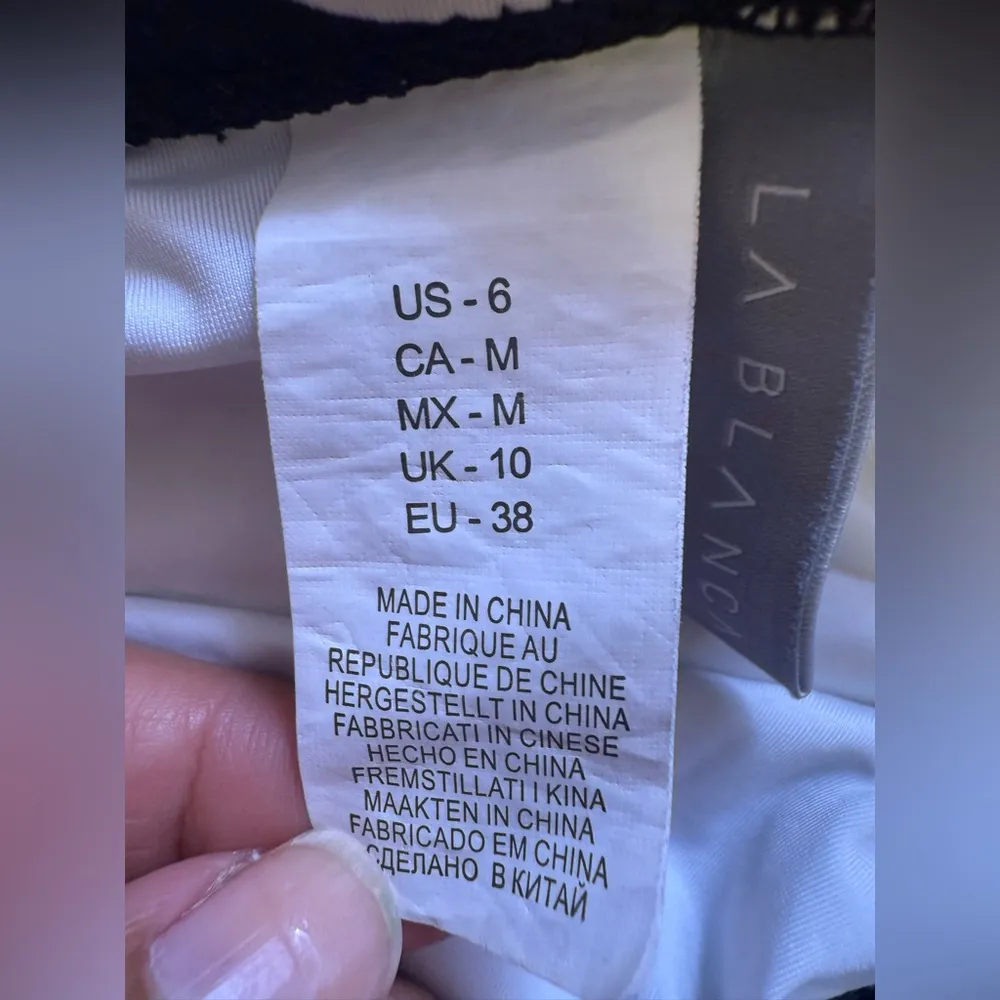 US - 6
CA - M
MX - M
UK - 10
EU - 38
MADE IN CHINA
FABRIQUE AU
REPUBLIQUE DE CHINE
HERGESTELLT IN CHINA
FABBRICATI IN CINESE
HECHO EN CHINA
FREMSTILLATI I KINA
MAAKTEN IN CHINA
FABRICADO EM CHINA
СДЕЛАНО В КИТАЙ
LA BLANCA